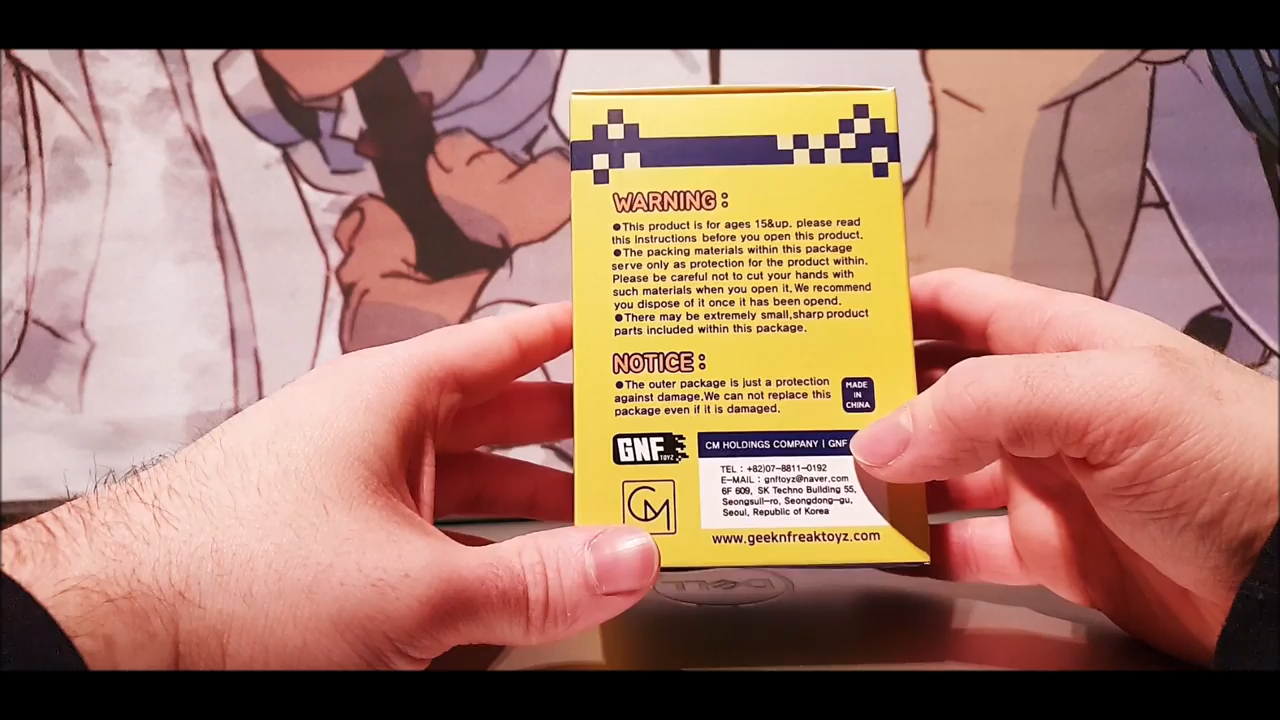 WARNING :
●This product is for ages 15&up. please read
this instructions before you open this product.
●The packing materials within this package
serve only as protection for the product within.
Please be careful not to cut your hands with
such materials when you open it. We recommend
you dispose of it once it has been opend.
●There may be extremely small,sharp product
parts included within this package.
NOTICE :
●The outer package is just a protection
against damage.We can not replace this
package even if it is damaged.
MADE
IN
CHINA
GNF
TOYZ
CM HOLDINGS COMPANY | GNF
TEL : +82)07-8811-0192
E-MAIL : gnftoyz@naver.com
6F 609, SK Techno Building 55,
Seongsuil-ro, Seongdong-gu,
Seoul, Republic of Korea
CM
www.geeknfreaktoyz.com
DELL